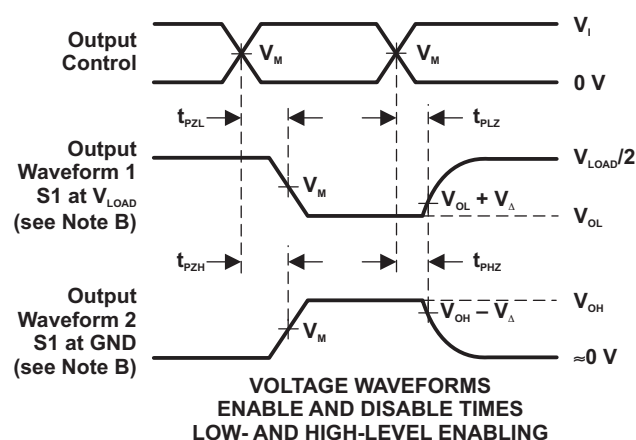 Output
Control
V_M
V_M
V_I
0 V
t_PZL
t_PLZ
Output
Waveform 1
S1 at V_LOAD
(see Note B)
V_M
V_OL + V_Δ
V_LOAD/2
V_OL
t_PZH
t_PHZ
Output
Waveform 2
S1 at GND
(see Note B)
V_M
V_OH − V_Δ
V_OH
≈0 V
VOLTAGE WAVEFORMS
ENABLE AND DISABLE TIMES
LOW- AND HIGH-LEVEL ENABLING